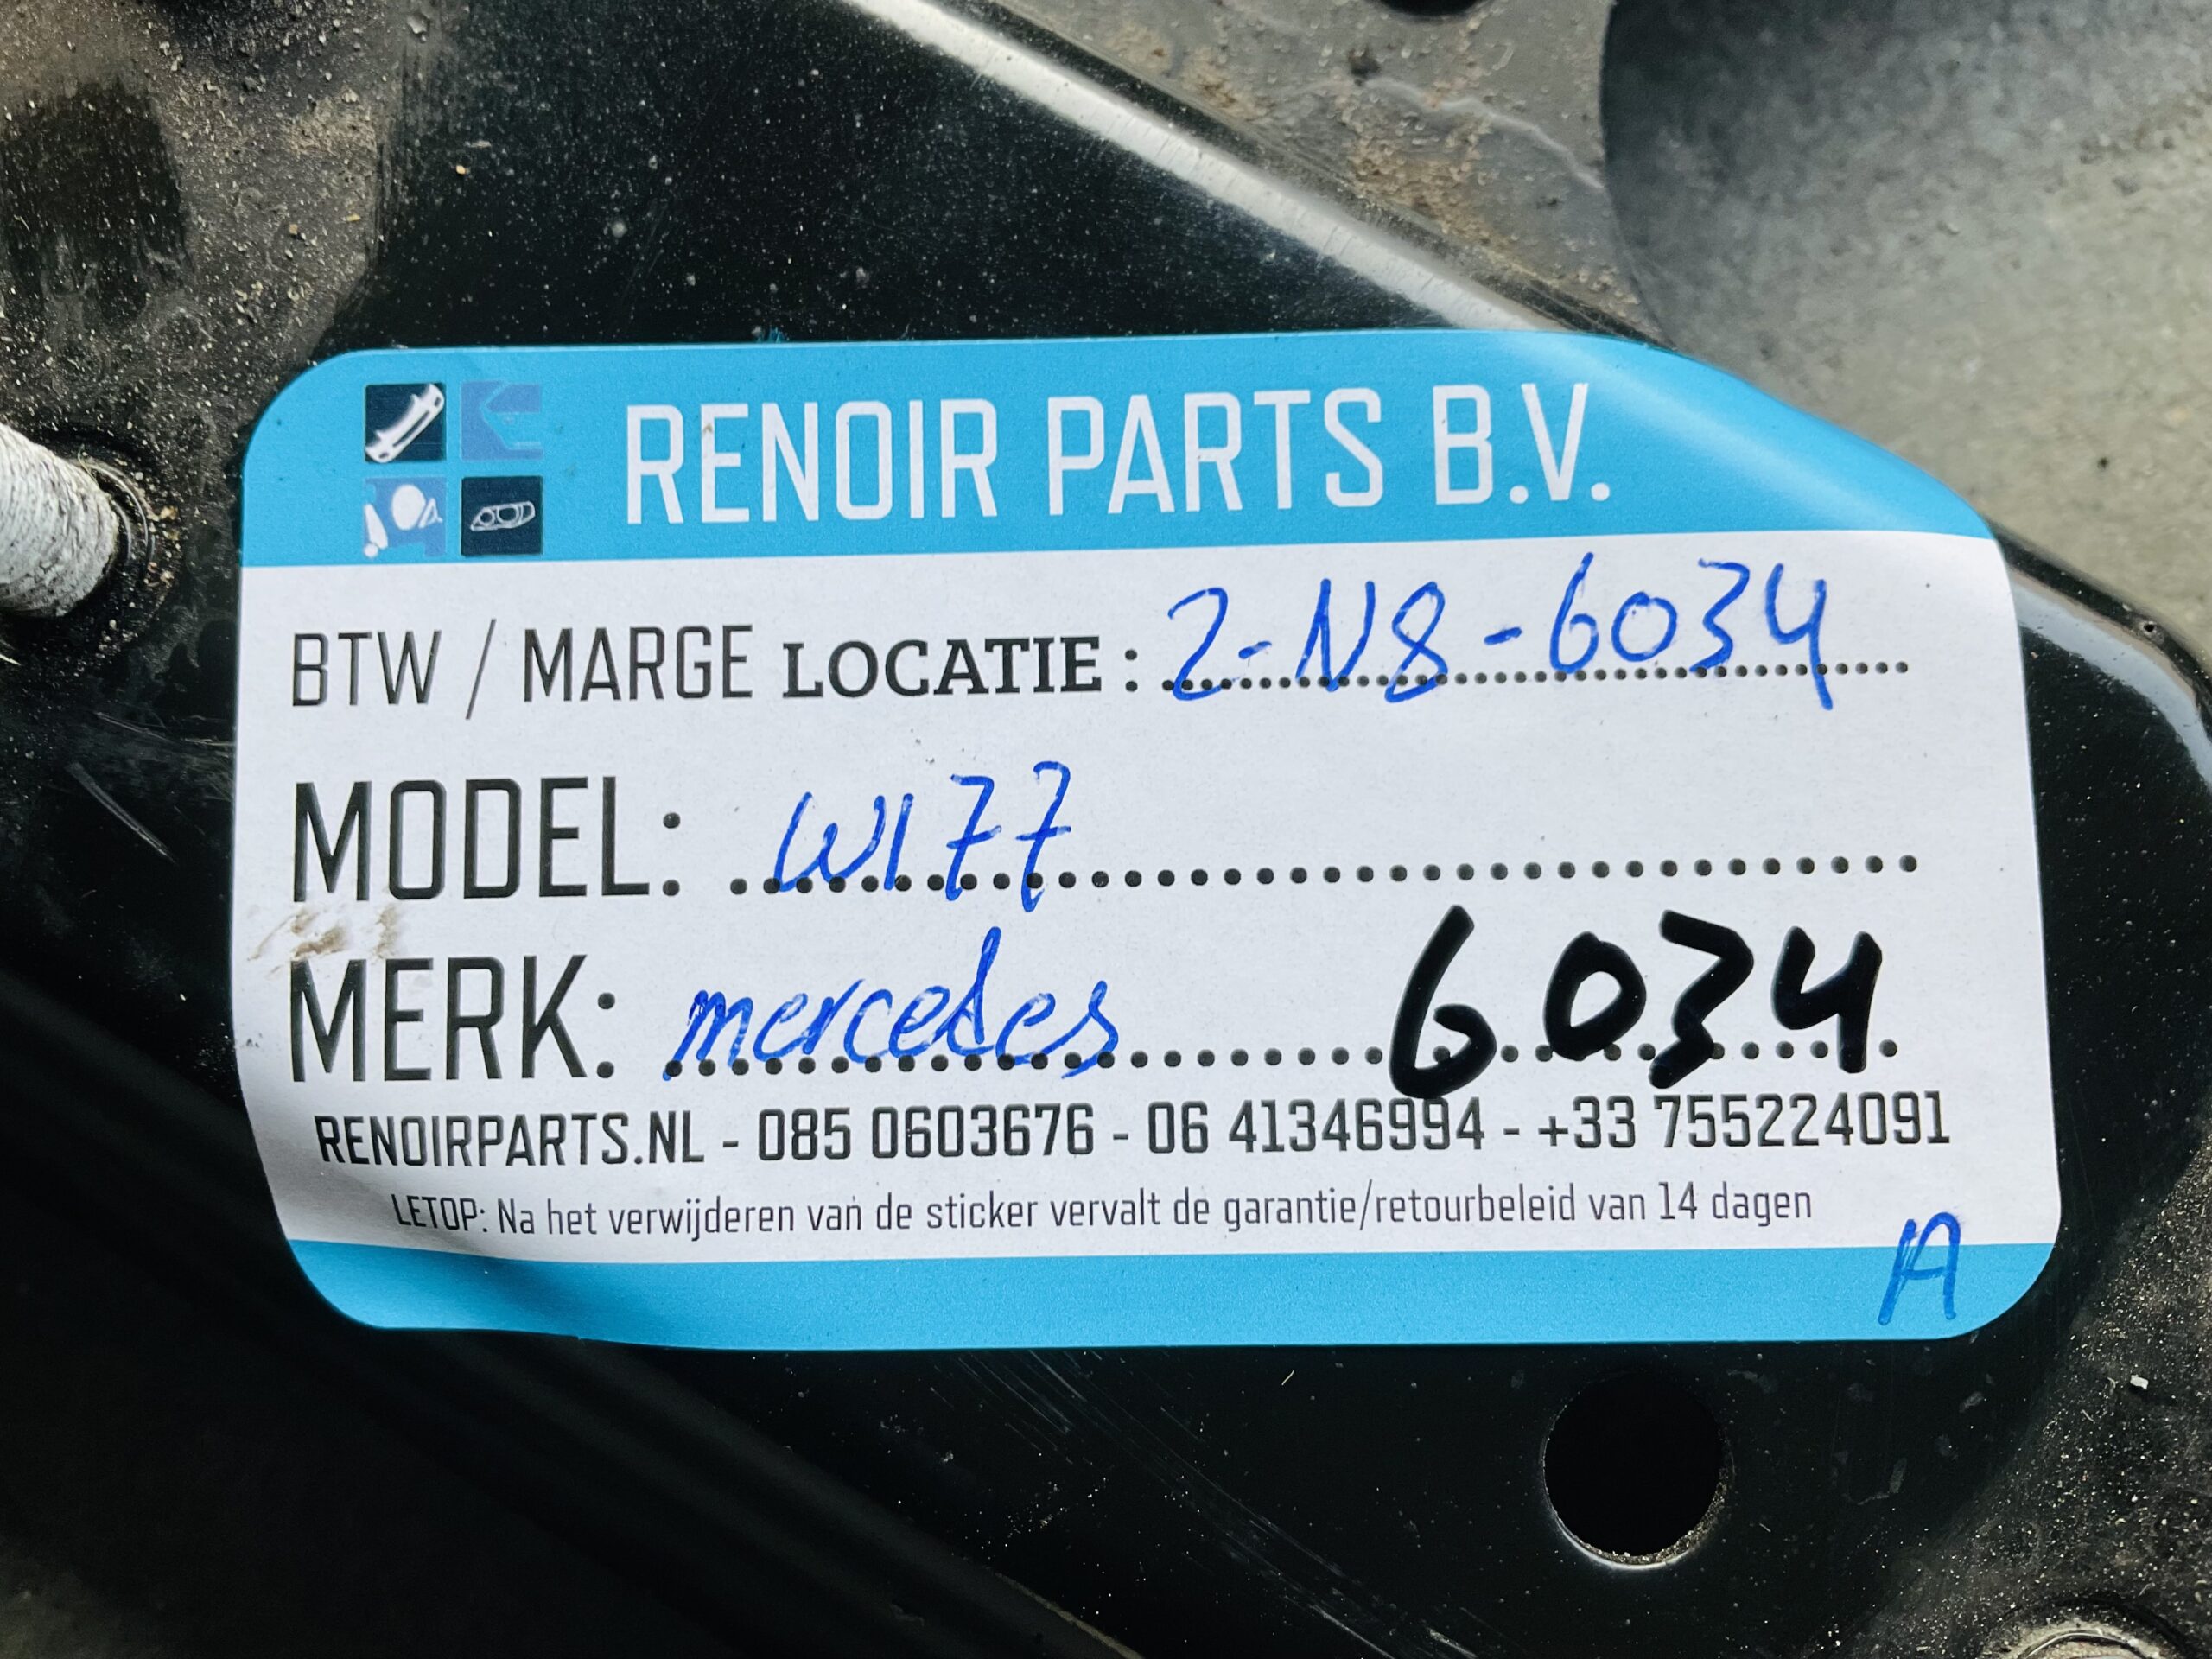 RENOIR PARTS B.V.
BTW / MARGE LOCATIE : 2-N8-6034
MODEL: W177
MERK: mercedes 6034
RENOIRPARTS.NL - 085 0603676 - 06 41346994 - +33 755224091
LETOP: Na het verwijderen van de sticker vervalt de garantie/retourbeleid van 14 dagen
A